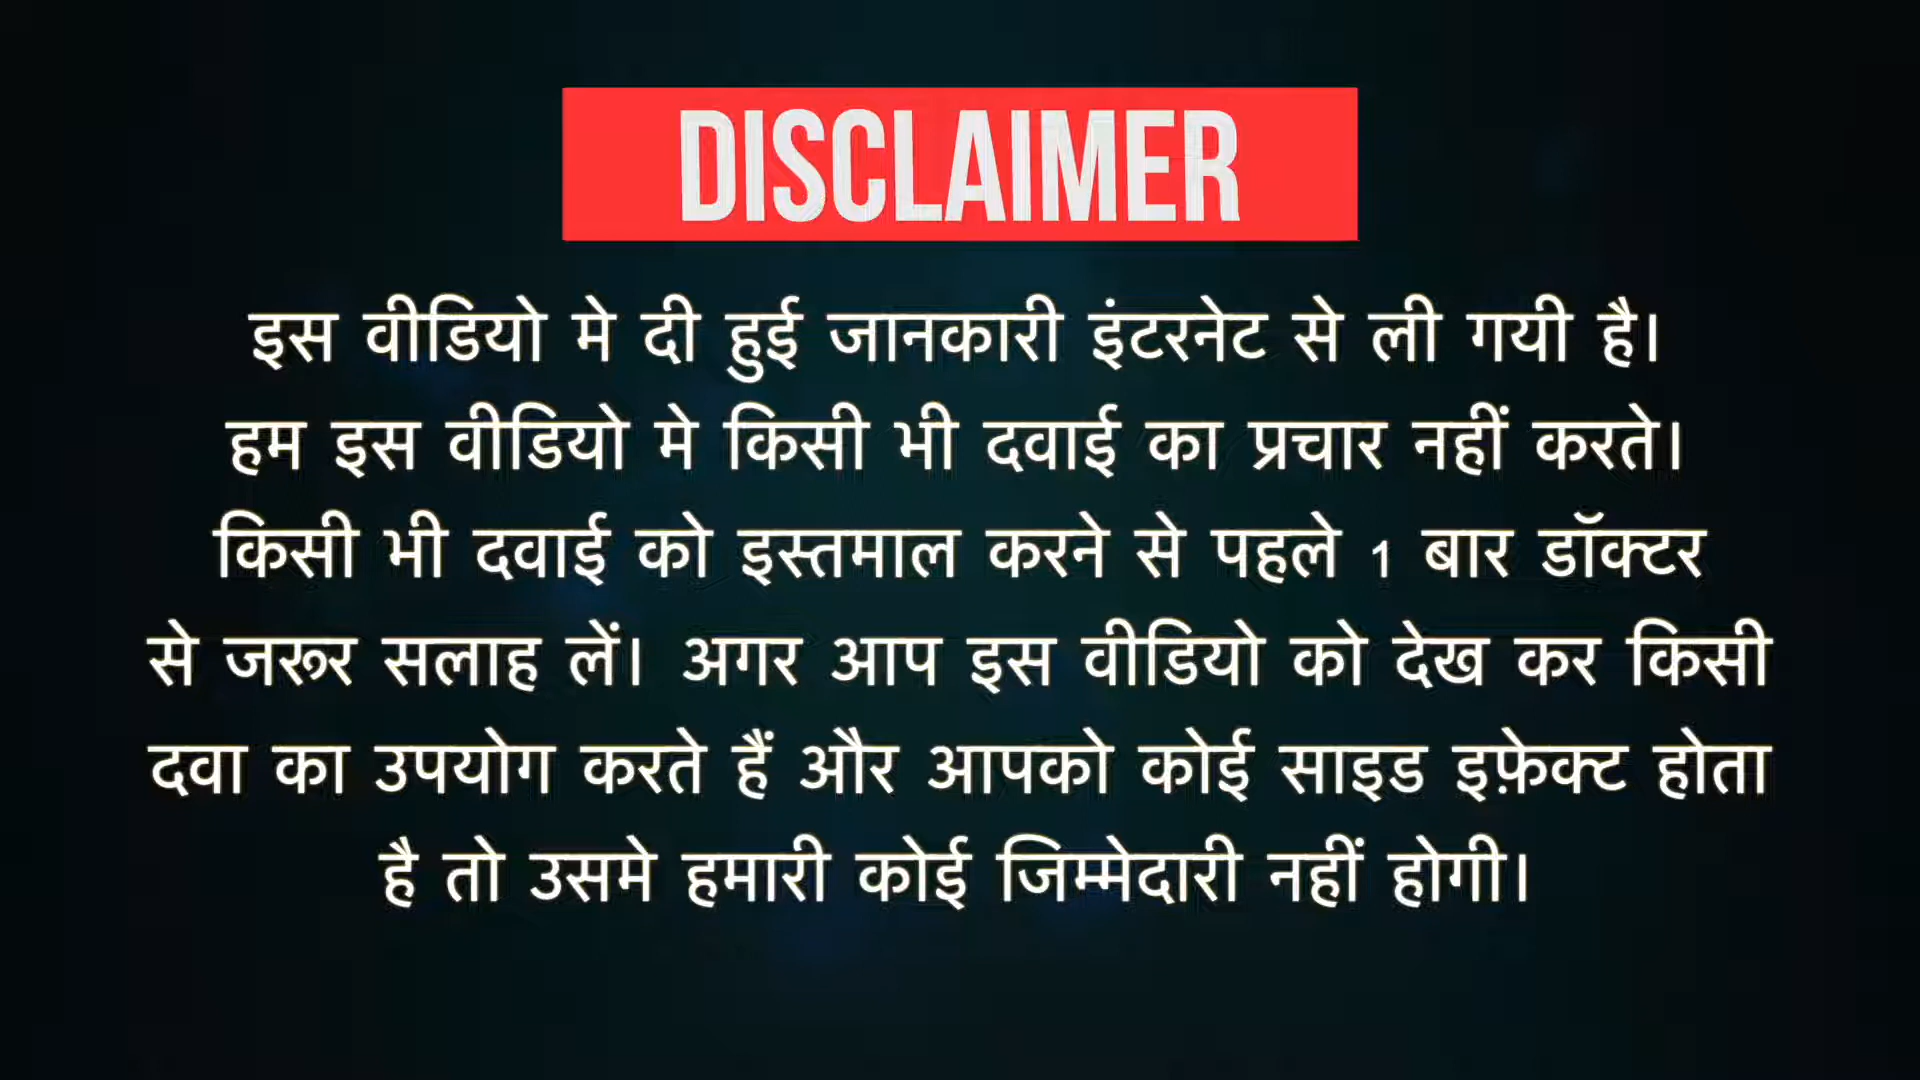 DISCLAIMER
इस वीडियो मे दी हुई जानकारी इंटरनेट से ली गयी है।
हम इस वीडियो मे किसी भी दवाई का प्रचार नहीं करते।
किसी भी दवाई को इस्तमाल करने से पहले 1 बार डॉक्टर
से जरूर सलाह लें। अगर आप इस वीडियो को देख कर किसी
दवा का उपयोग करते हैं और आपको कोई साइड इफ़ेक्ट होता
है तो उसमे हमारी कोई जिम्मेदारी नहीं होगी।